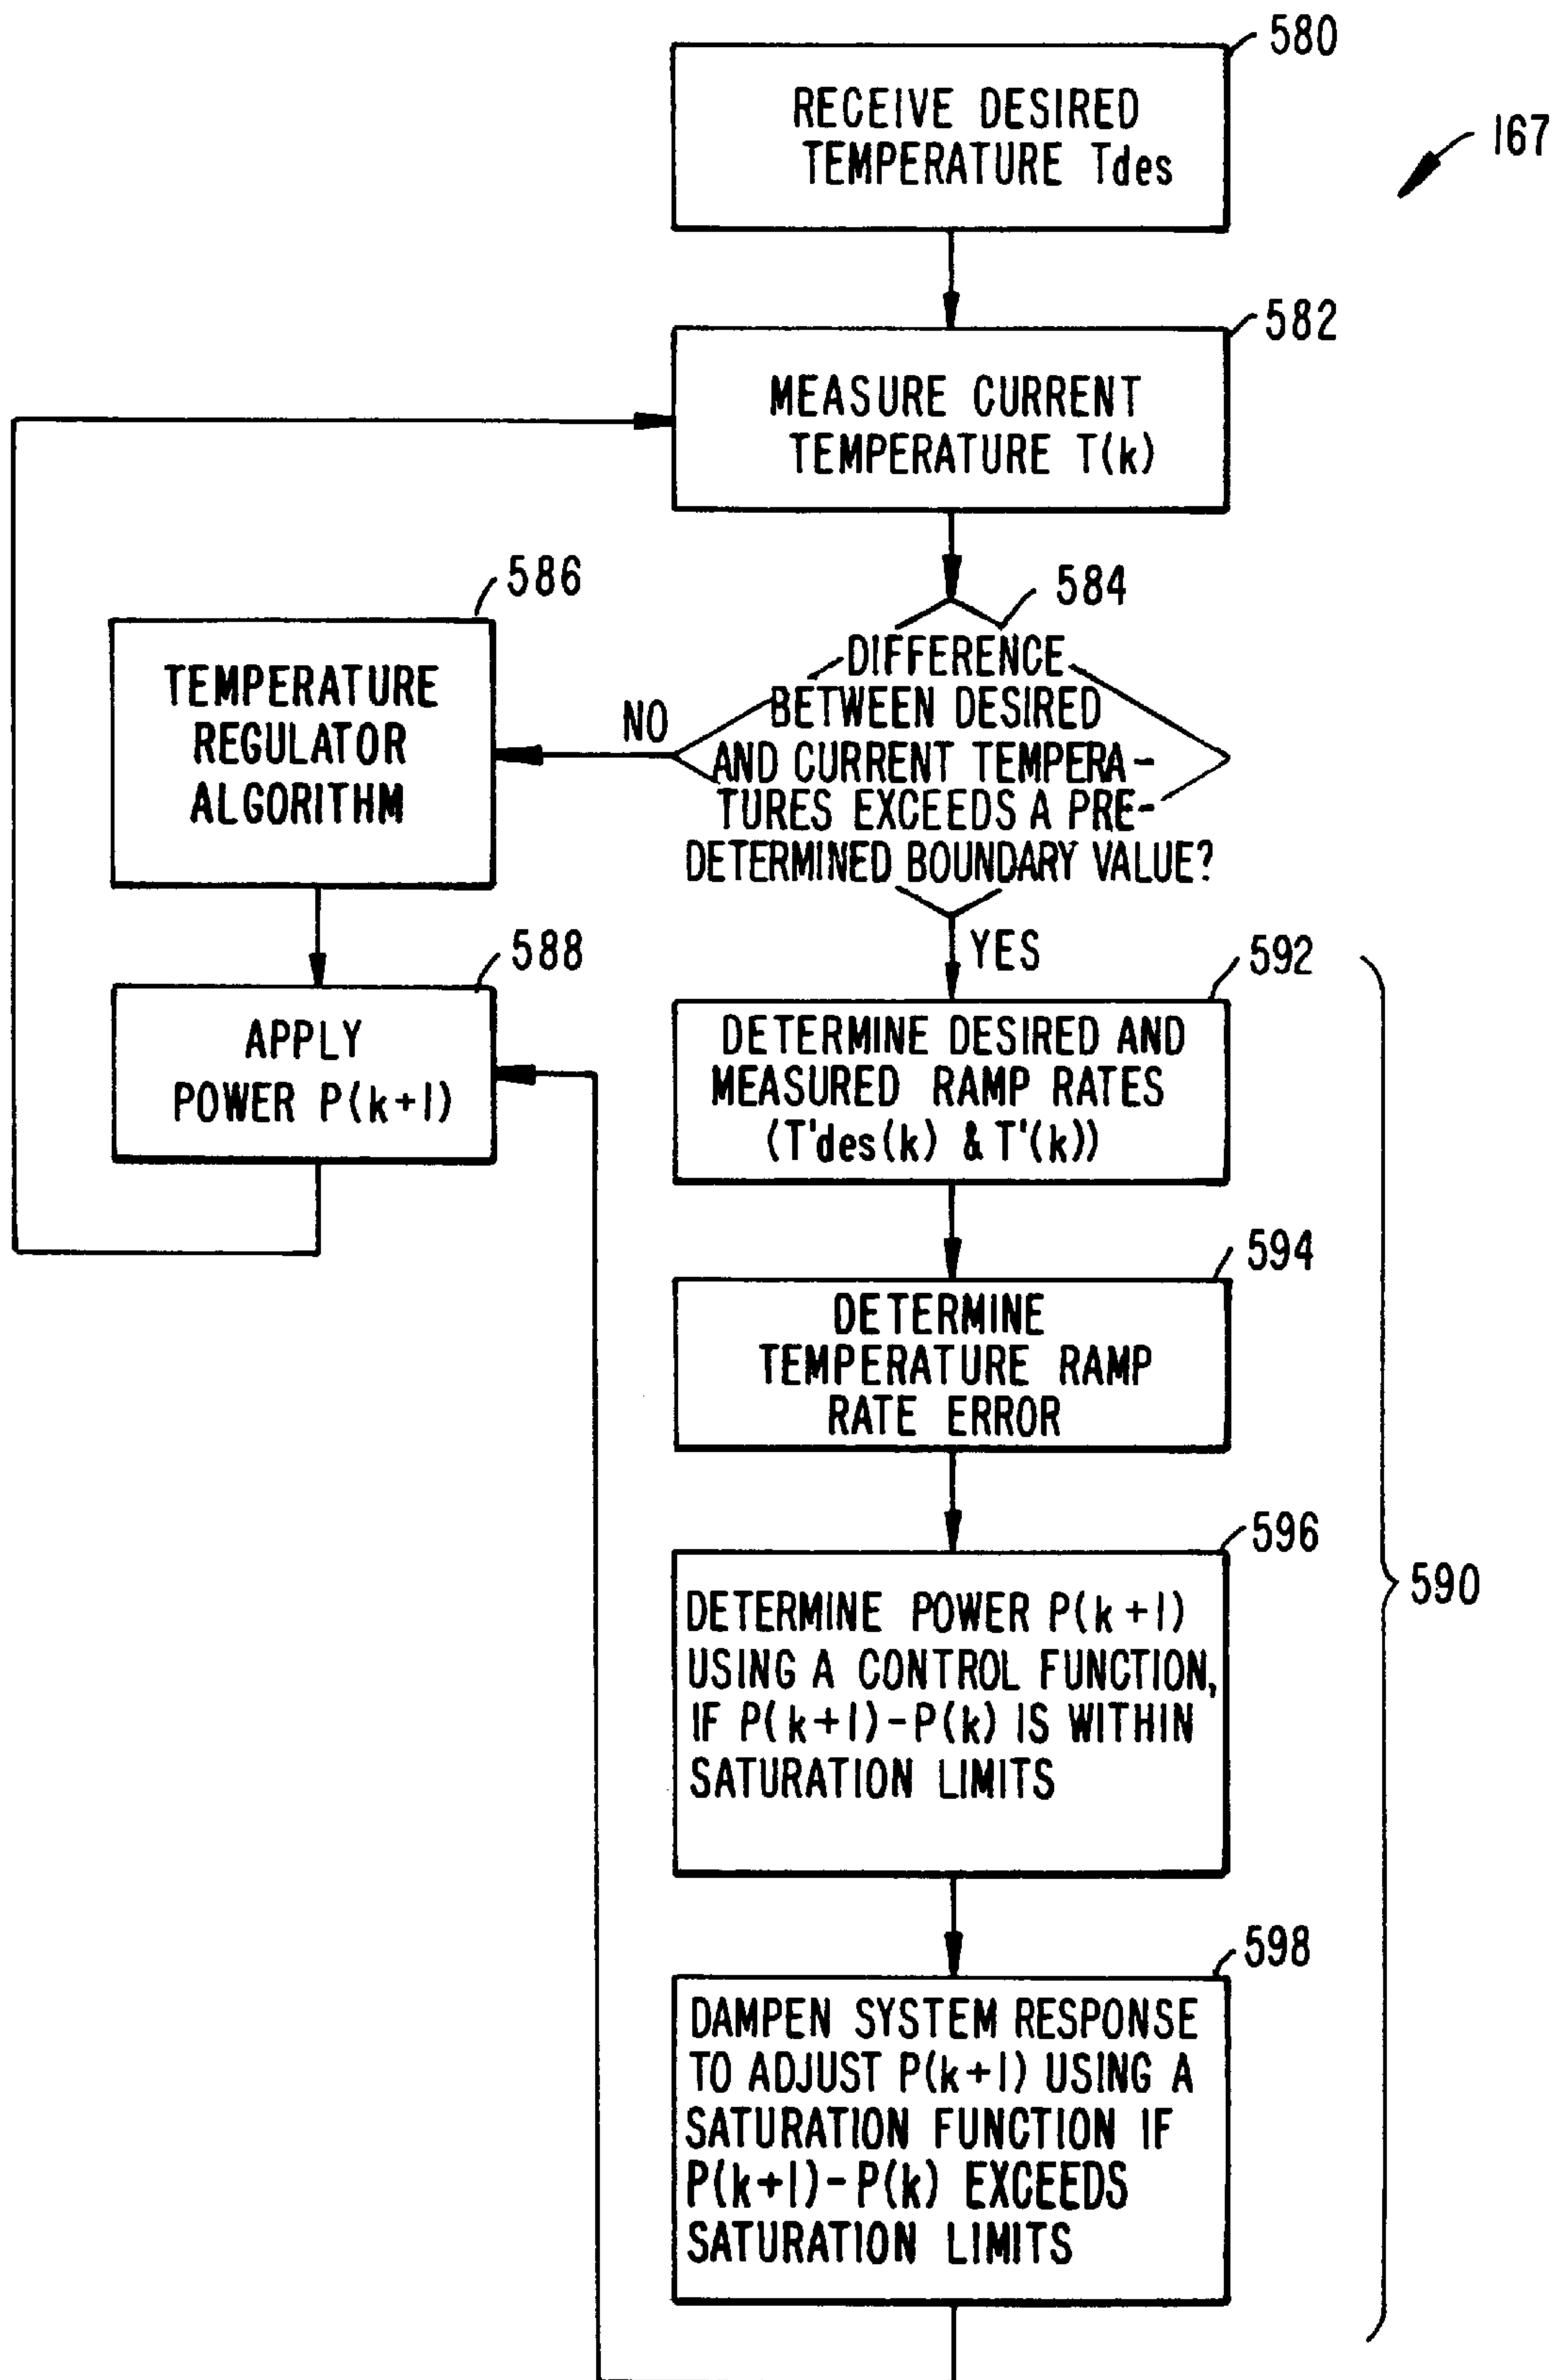 580
RECEIVE DESIRED
TEMPERATURE Tdes
167
582
MEASURE CURRENT
TEMPERATURE T(k)
584
DIFFERENCE
BETWEEN DESIRED
AND CURRENT TEMPERA-
TURES EXCEEDS A PRE-
DETERMINED BOUNDARY VALUE?
NO
586
TEMPERATURE
REGULATOR
ALGORITHM
588
APPLY
POWER P(k+1)
YES
592
DETERMINE DESIRED AND
MEASURED RAMP RATES
(T'des(k) & T'(k))
594
DETERMINE
TEMPERATURE RAMP
RATE ERROR
596
DETERMINE POWER P(k+1)
USING A CONTROL FUNCTION,
IF P(k+1)-P(k) IS WITHIN
SATURATION LIMITS
590
598
DAMPEN SYSTEM RESPONSE
TO ADJUST P(k+1) USING A
SATURATION FUNCTION IF
P(k+1)-P(k) EXCEEDS
SATURATION LIMITS